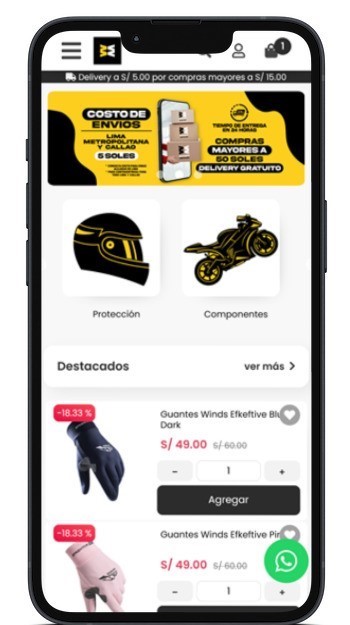 1
Delivery a S/ 5.00 por compras mayores a S/ 15.00
COSTO DE
ENVIOS
LIMA
METROPOLITANA
Y CALLAO
5 SOLES
TIEMPO DE ENTREGA
EN 24 HORAS
COMPRAS
MAYORES A
50 SOLES
DELIVERY GRATUITO
Protección
Componentes
Destacados
ver más
-18.33 %
Guantes Winds Efkeftive Blu
Dark
S/ 49.00 S/ 60.00
- 1 +
Agregar
-18.33 %
Guantes Winds Efkeftive Pin
S/ 49.00 S/ 60.00
- 1 +